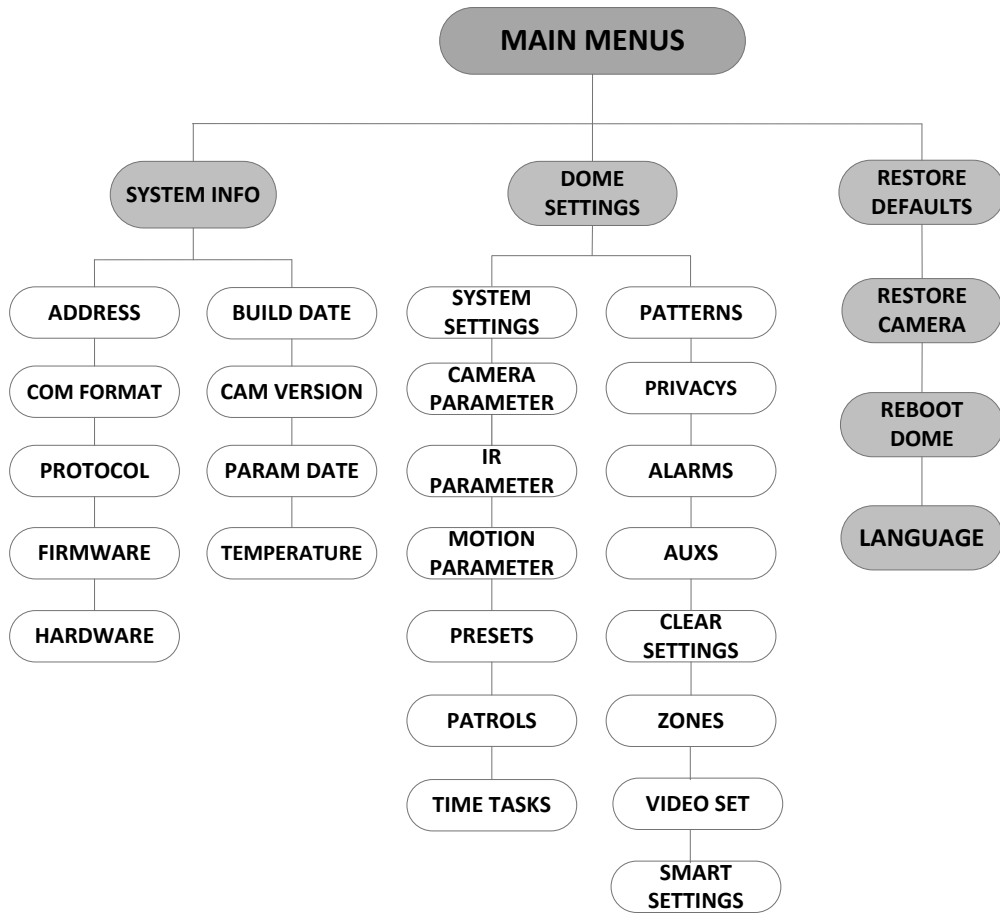 MAIN MENUS
SYSTEM INFO
DOME
SETTINGS
RESTORE
DEFAULTS
ADDRESS
COM FORMAT
PROTOCOL
FIRMWARE
HARDWARE
BUILD DATE
CAM VERSION
PARAM DATE
TEMPERATURE
SYSTEM
SETTINGS
CAMERA
PARAMETER
IR
PARAMETER
MOTION
PARAMETER
PRESETS
PATROLS
TIME TASKS
PATTERNS
PRIVACYS
ALARMS
AUXS
CLEAR
SETTINGS
ZONES
VIDEO SET
SMART
SETTINGS
RESTORE
CAMERA
REBOOT
DOME
LANGUAGE